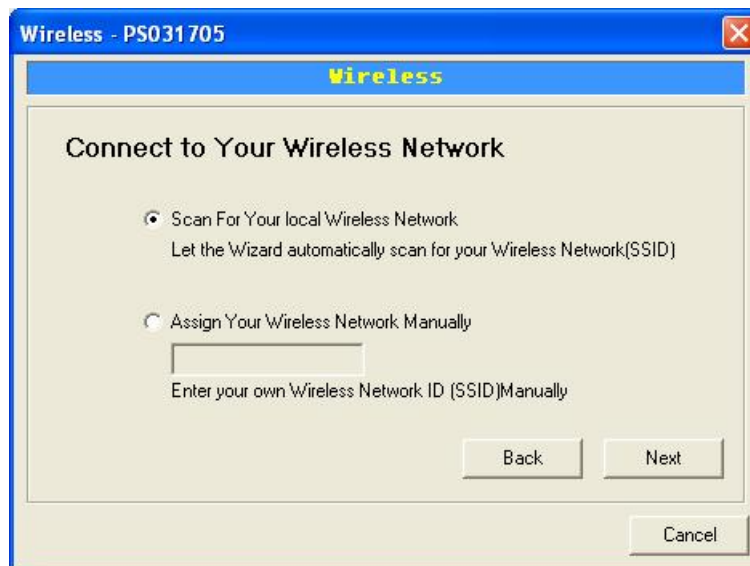 Wireless - PS031705
Wireless
Connect to Your Wireless Network
Scan For Your local Wireless Network
Let the Wizard automatically scan for your Wireless Network(SSID)
Assign Your Wireless Network Manually
Enter your own Wireless Network ID (SSID)Manually
Back
Next
Cancel